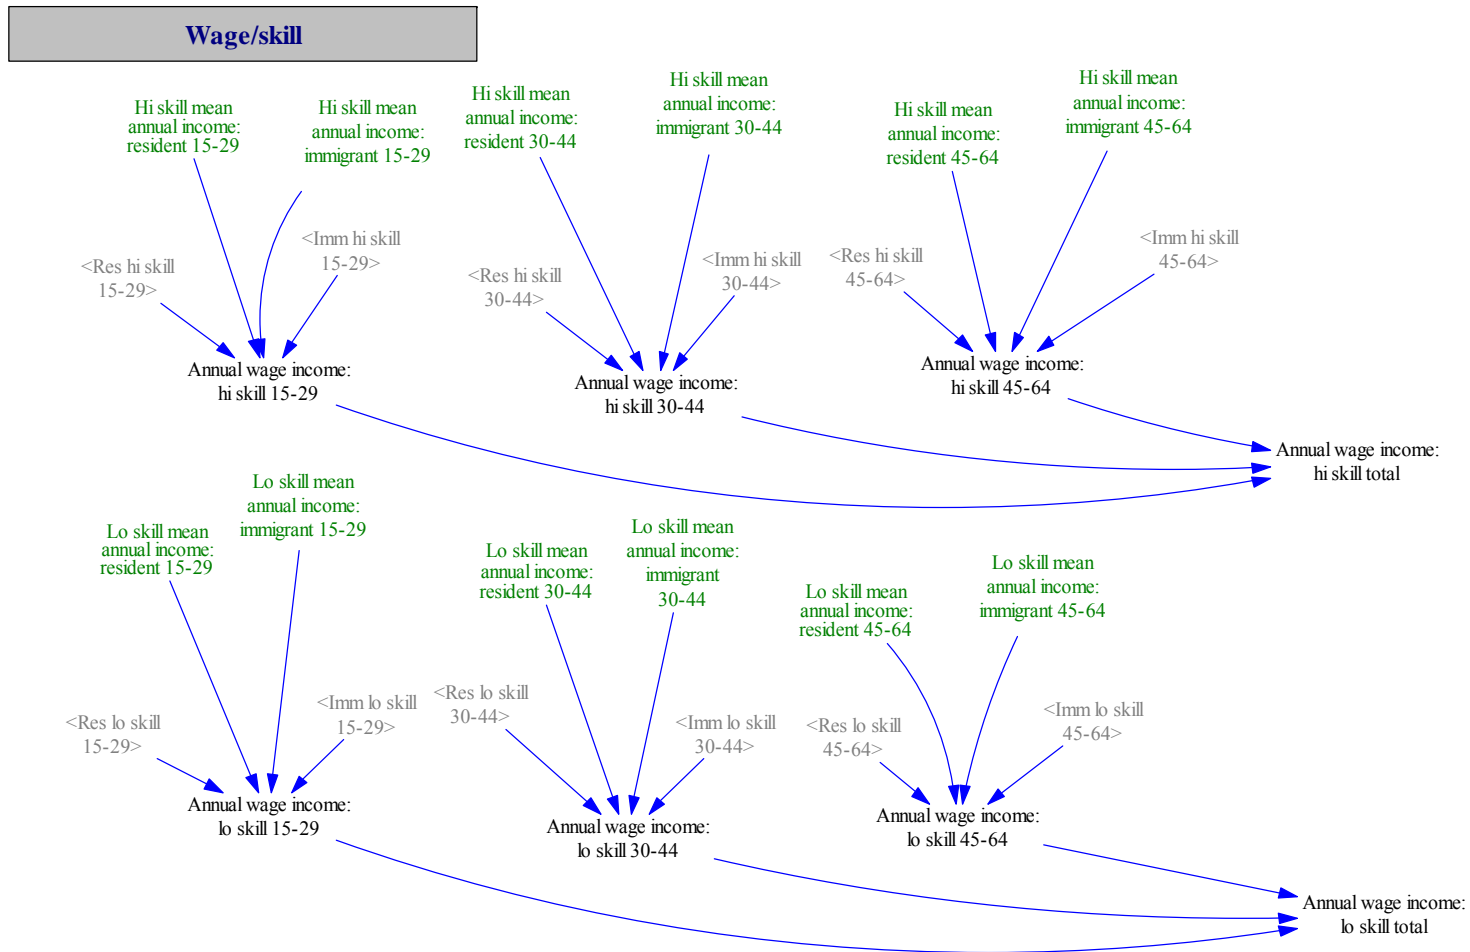 Wage/skill
Hi skill mean
annual income:
resident 15-29
Hi skill mean
annual income:
immigrant 15-29
Hi skill mean
annual income:
resident 30-44
Hi skill mean
annual income:
immigrant 30-44
Hi skill mean
annual income:
resident 45-64
Hi skill mean
annual income:
immigrant 45-64
<Res hi skill
15-29>
<Imm hi skill
15-29>
<Res hi skill
30-44>
<Imm hi skill
30-44>
<Res hi skill
45-64>
<Imm hi skill
45-64>
Annual wage income:
hi skill 15-29
Annual wage income:
hi skill 30-44
Annual wage income:
hi skill 45-64
Annual wage income:
hi skill total
Lo skill mean
annual income:
resident 15-29
Lo skill mean
annual income:
immigrant 15-29
Lo skill mean
annual income:
resident 30-44
Lo skill mean
annual income:
immigrant
30-44
Lo skill mean
annual income:
resident 45-64
Lo skill mean
annual income:
immigrant 45-64
<Res lo skill
15-29>
<Imm lo skill
15-29>
<Res lo skill
30-44>
<Imm lo skill
30-44>
<Res lo skill
45-64>
<Imm lo skill
45-64>
Annual wage income:
lo skill 15-29
Annual wage income:
lo skill 30-44
Annual wage income:
lo skill 45-64
Annual wage income:
lo skill total